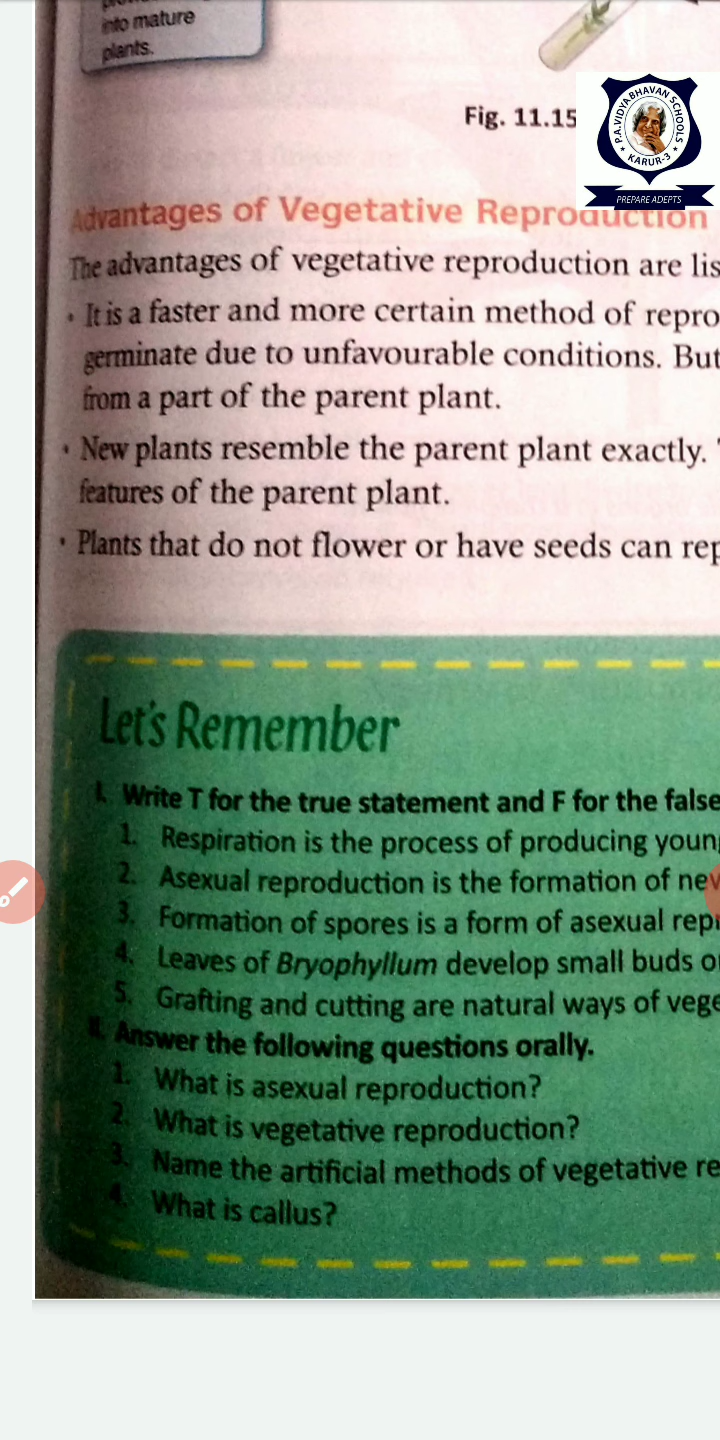 into mature
plants.
Fig. 11.15
P.A.VIDYABHAVAN SCHOOLS
KARUR-3
PREPARE ADEPTS
Advantages of Vegetative Reproduction
The advantages of vegetative reproduction are lis
• It is a faster and more certain method of repro
germinate due to unfavourable conditions. But
from a part of the parent plant.
• New plants resemble the parent plant exactly.
features of the parent plant.
• Plants that do not flower or have seeds can rep
Let's Remember
I. Write T for the true statement and F for the false
1. Respiration is the process of producing young
2. Asexual reproduction is the formation of new
3. Formation of spores is a form of asexual repr
4. Leaves of Bryophyllum develop small buds on
5. Grafting and cutting are natural ways of vege
II. Answer the following questions orally.
1. What is asexual reproduction?
2. What is vegetative reproduction?
3. Name the artificial methods of vegetative re
4. What is callus?